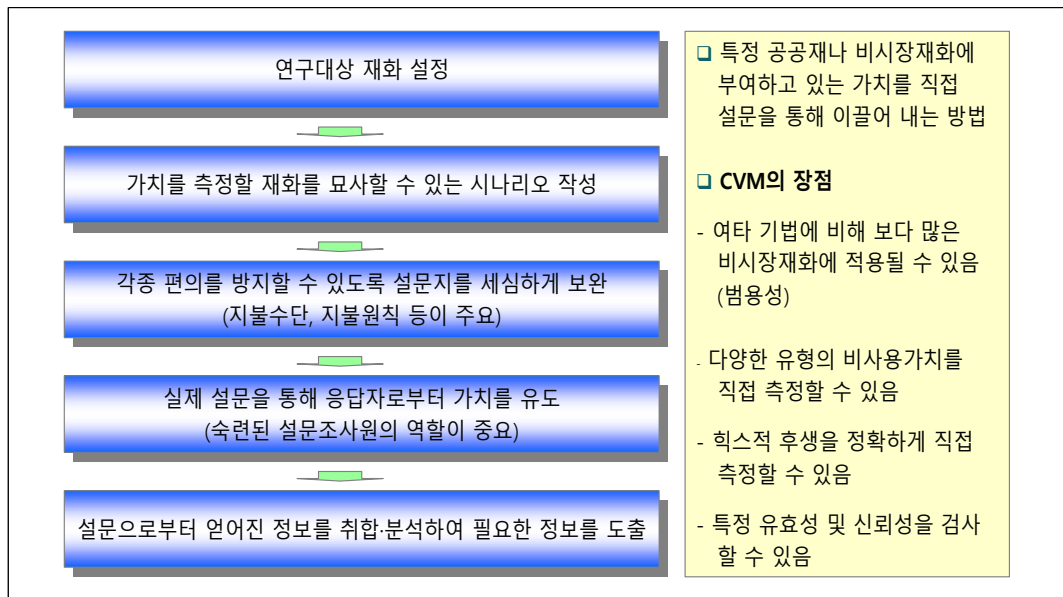 연구대상 재화 설정
가치를 측정할 재화를 묘사할 수 있는 시나리오 작성
각종 편의를 방지할 수 있도록 설문지를 세심하게 보완
(지불수단, 지불원칙 등이 주요)
실제 설문을 통해 응답자로부터 가치를 유도
(숙련된 설문조사원의 역할이 중요)
설문으로부터 얻어진 정보를 취합·분석하여 필요한 정보를 도출
❑ 특정 공공재나 비시장재화에
부여하고 있는 가치를 직접
설문을 통해 이끌어 내는 방법
❑ CVM의 장점
- 여타 기법에 비해 보다 많은
비시장재화에 적용될 수 있음
(범용성)
- 다양한 유형의 비사용가치를
직접 측정할 수 있음
- 힉스적 후생을 정확하게 직접
측정할 수 있음
- 특정 유효성 및 신뢰성을 검사
할 수 있음